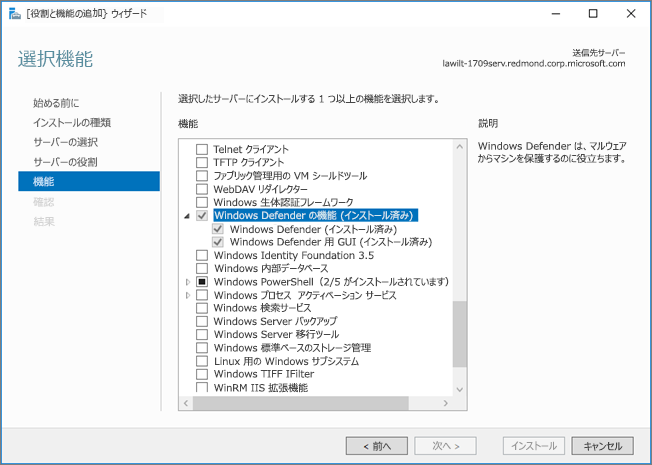 [役割と機能の追加] ウィザード
選択機能
送信先サーバー
lawilt-1709serv.redmond.corp.microsoft.com
始める前に
インストールの種類
サーバーの選択
サーバーの役割
機能
確認
結果
選択したサーバーにインストールする 1 つ以上の機能を選択します。
機能
Telnet クライアント
TFTP クライアント
ファブリック管理用の VM シールドツール
WebDAV リダイレクター
Windows 生体認証フレームワーク
Windows Defender の機能 (インストール済み)
Windows Defender (インストール済み)
Windows Defender 用 GUI (インストール済み)
Windows Identity Foundation 3.5
Windows 内部データベース
Windows PowerShell (2/5 がインストールされています)
Windows プロセス アクティベーション サービス
Windows 検索サービス
Windows Server バックアップ
Windows Server 移行ツール
Windows 標準ベースのストレージ管理
Linux 用の Windows サブシステム
Windows TIFF IFilter
WinRM IIS 拡張機能
説明
Windows Defender は、マルウェア
からマシンを保護するのに役立ちます。
< 前へ
次へ >
インストール
キャンセル